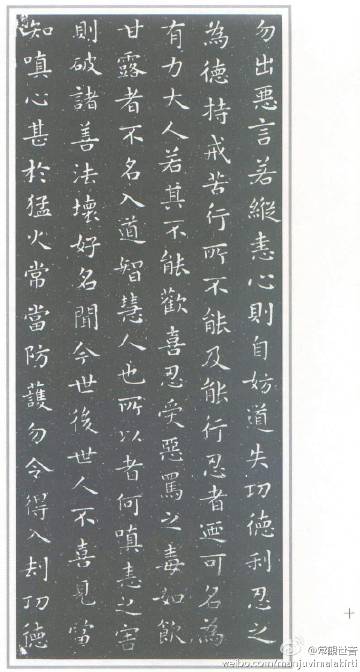 勿出悪言若縱恚心則自妨道失功德利忍之
為德持戒苦行所不能及能行忍者迺可名為
有力大人若其不能歡喜忍受惡罵之毒如飲
甘露者不名入道智慧人也所以者何嗔恚之害
則破諸善法壞好名聞今世後世人不喜見當
知嗔心甚於猛火常當防護勿令得入刦功德
@常觀世音
weibo.com/manjuvimalakirti